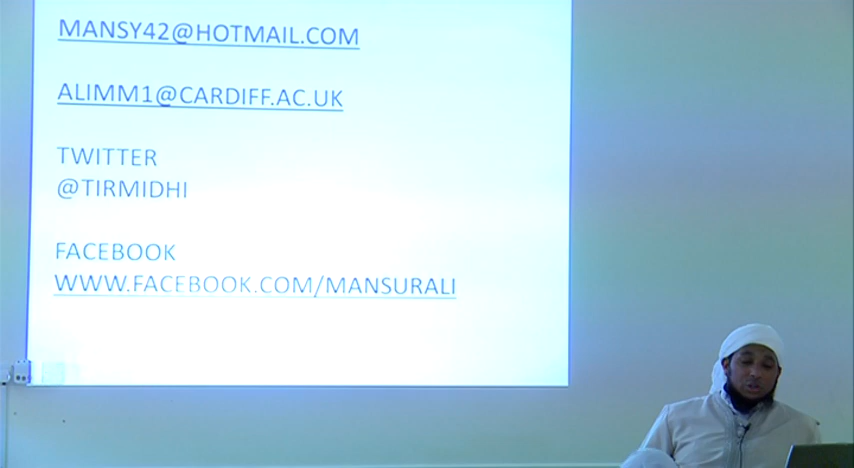 MANSY42@HOTMAIL.COM
ALIMM1@CARDIFF.AC.UK
TWITTER
@TIRMIDHI
FACEBOOK
WWW.FACEBOOK.COM/MANSURALI